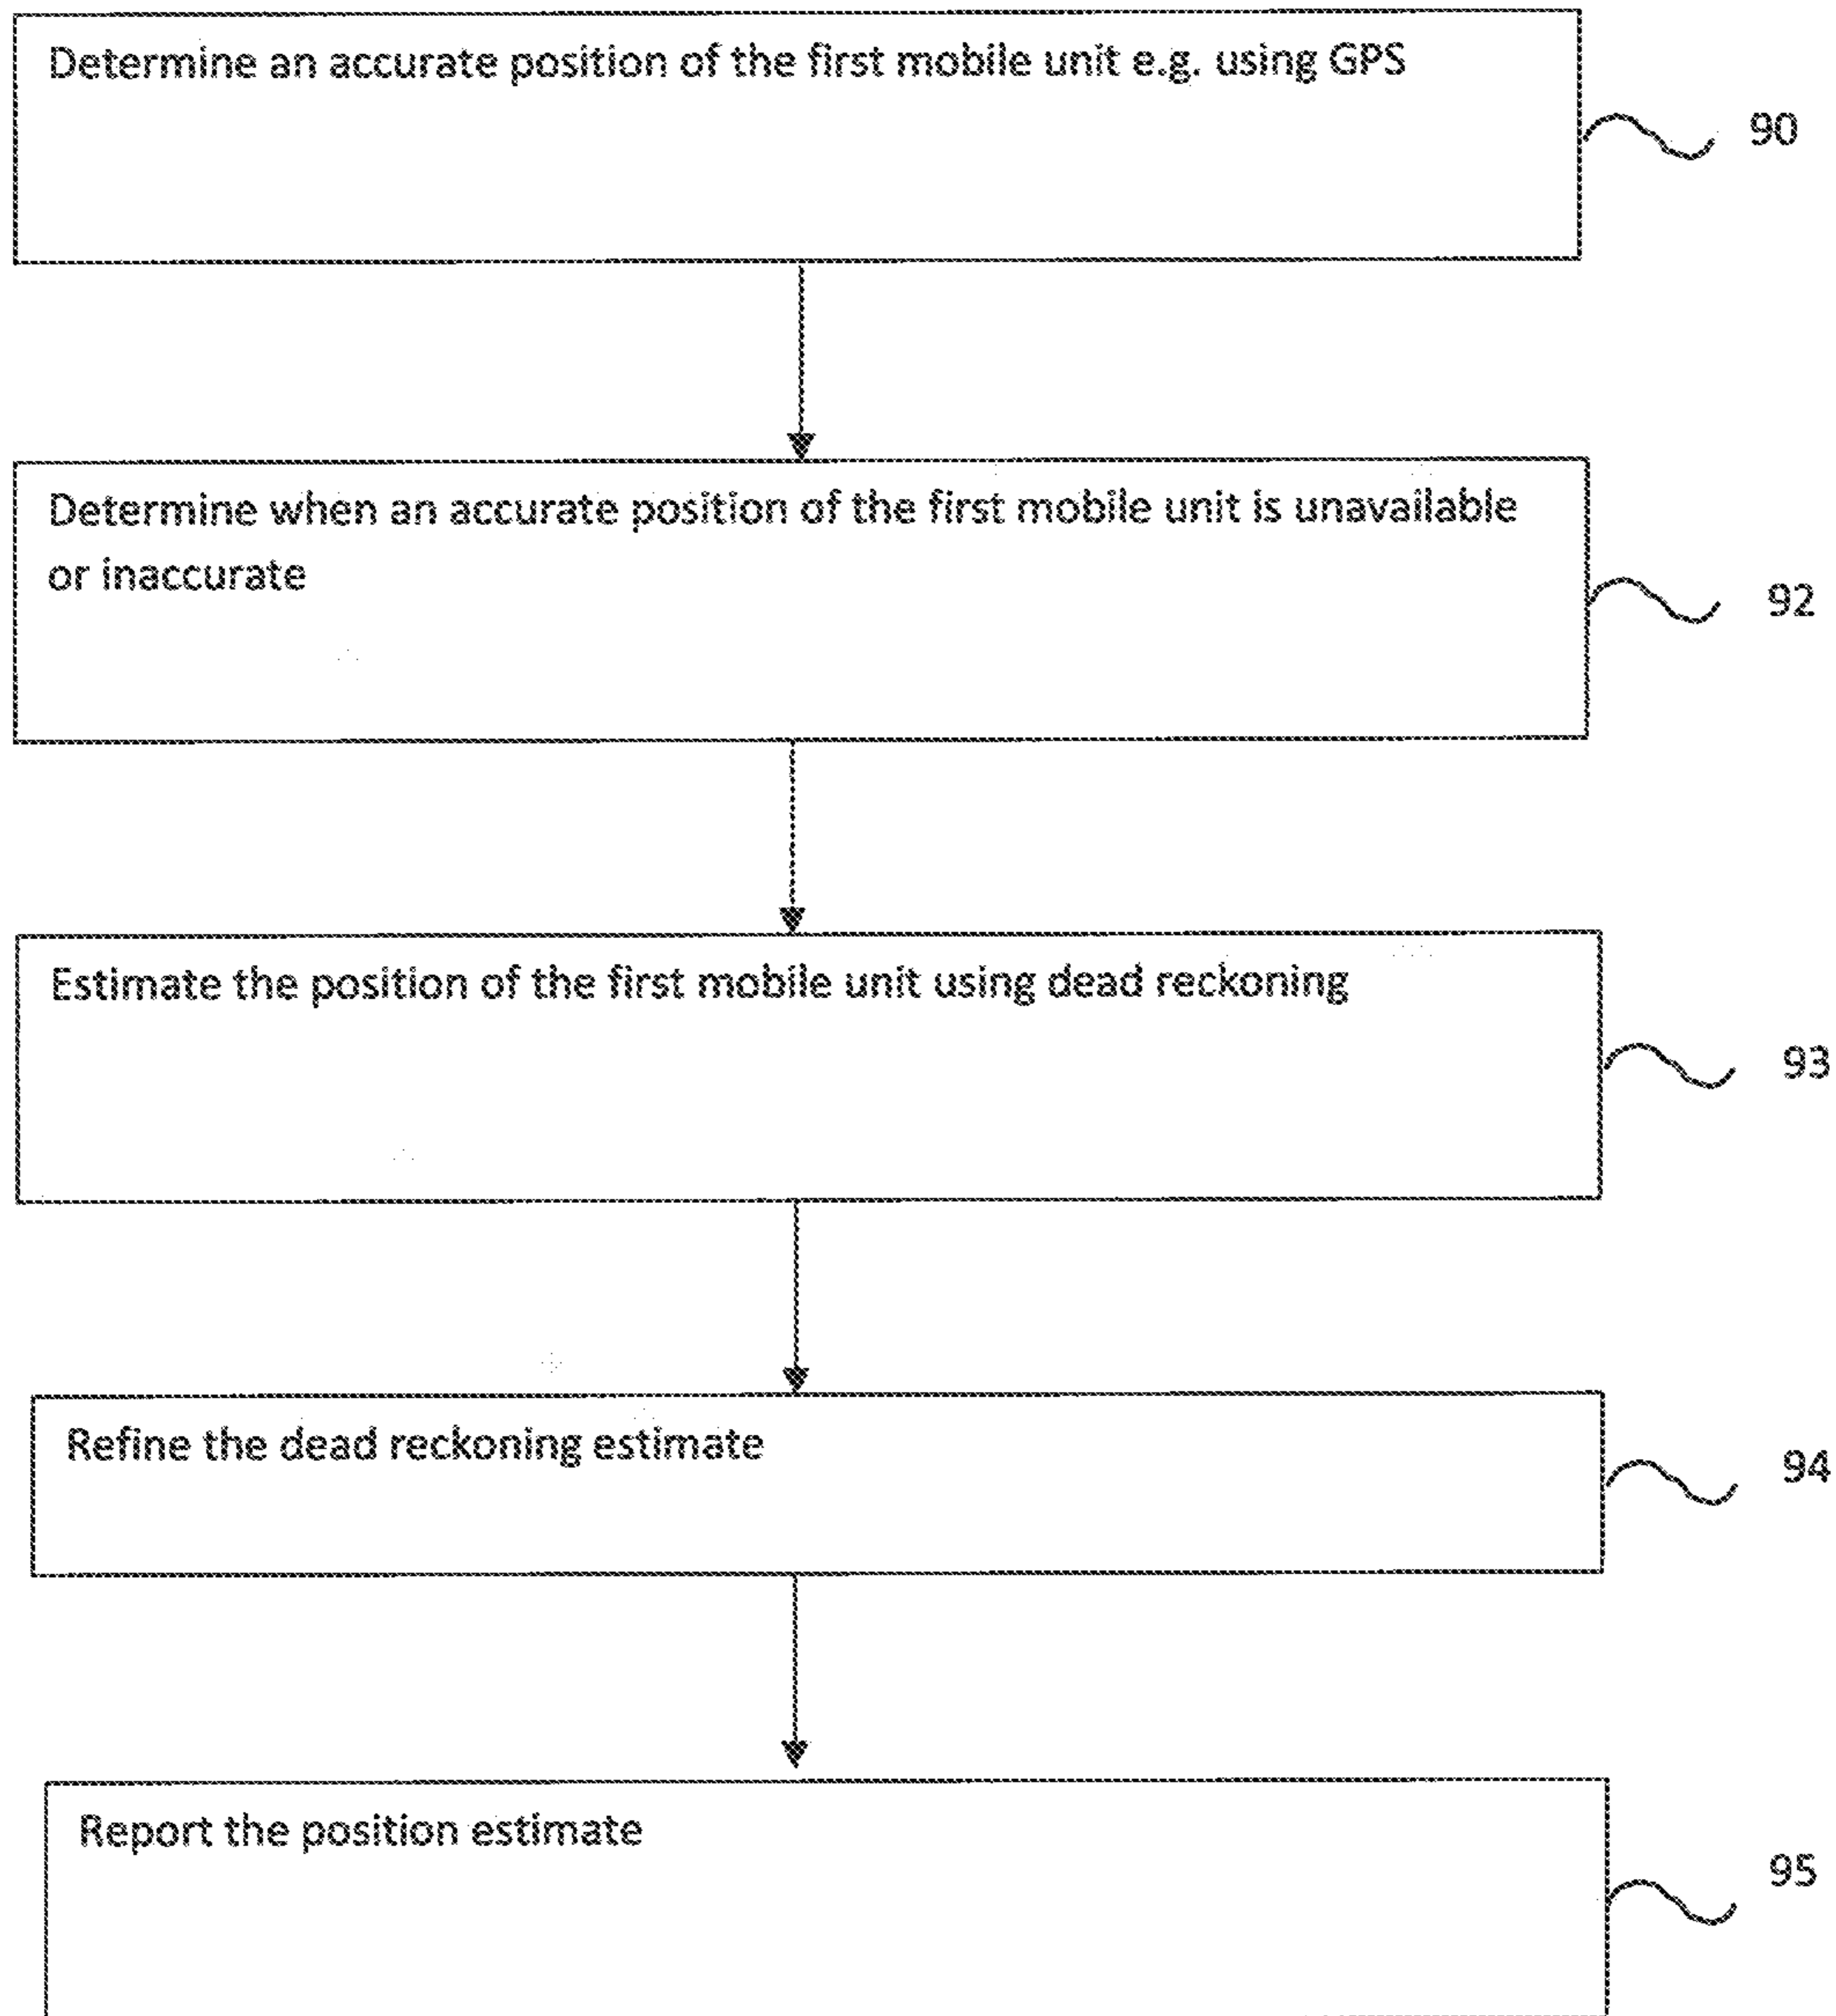 Determine an accurate position of the first mobile unit e.g. using GPS
90
Determine when an accurate position of the first mobile unit is unavailable
or inaccurate
92
Estimate the position of the first mobile unit using dead reckoning
93
Refine the dead reckoning estimate
94
Report the position estimate
95